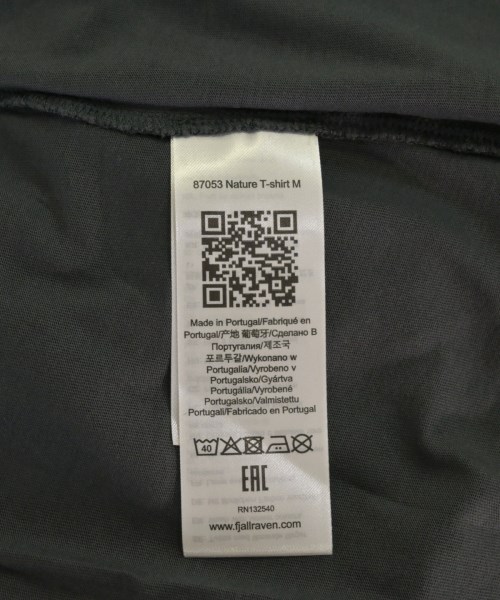 87053 Nature T-shirt M
Made in Portugal/Fabriqué en
Portugal/产地 葡萄牙/Сделано В
Португалия/제조국
포르투갈/Wykonano w
Portugalia/Vyrobeno v
Portugalsko/Gyártva
Portugália/Vyrobené
Portugalsko/Valmistettu
Portugali/Fabricado en Portugal
40
EAC
RN132540
www.fjallraven.com